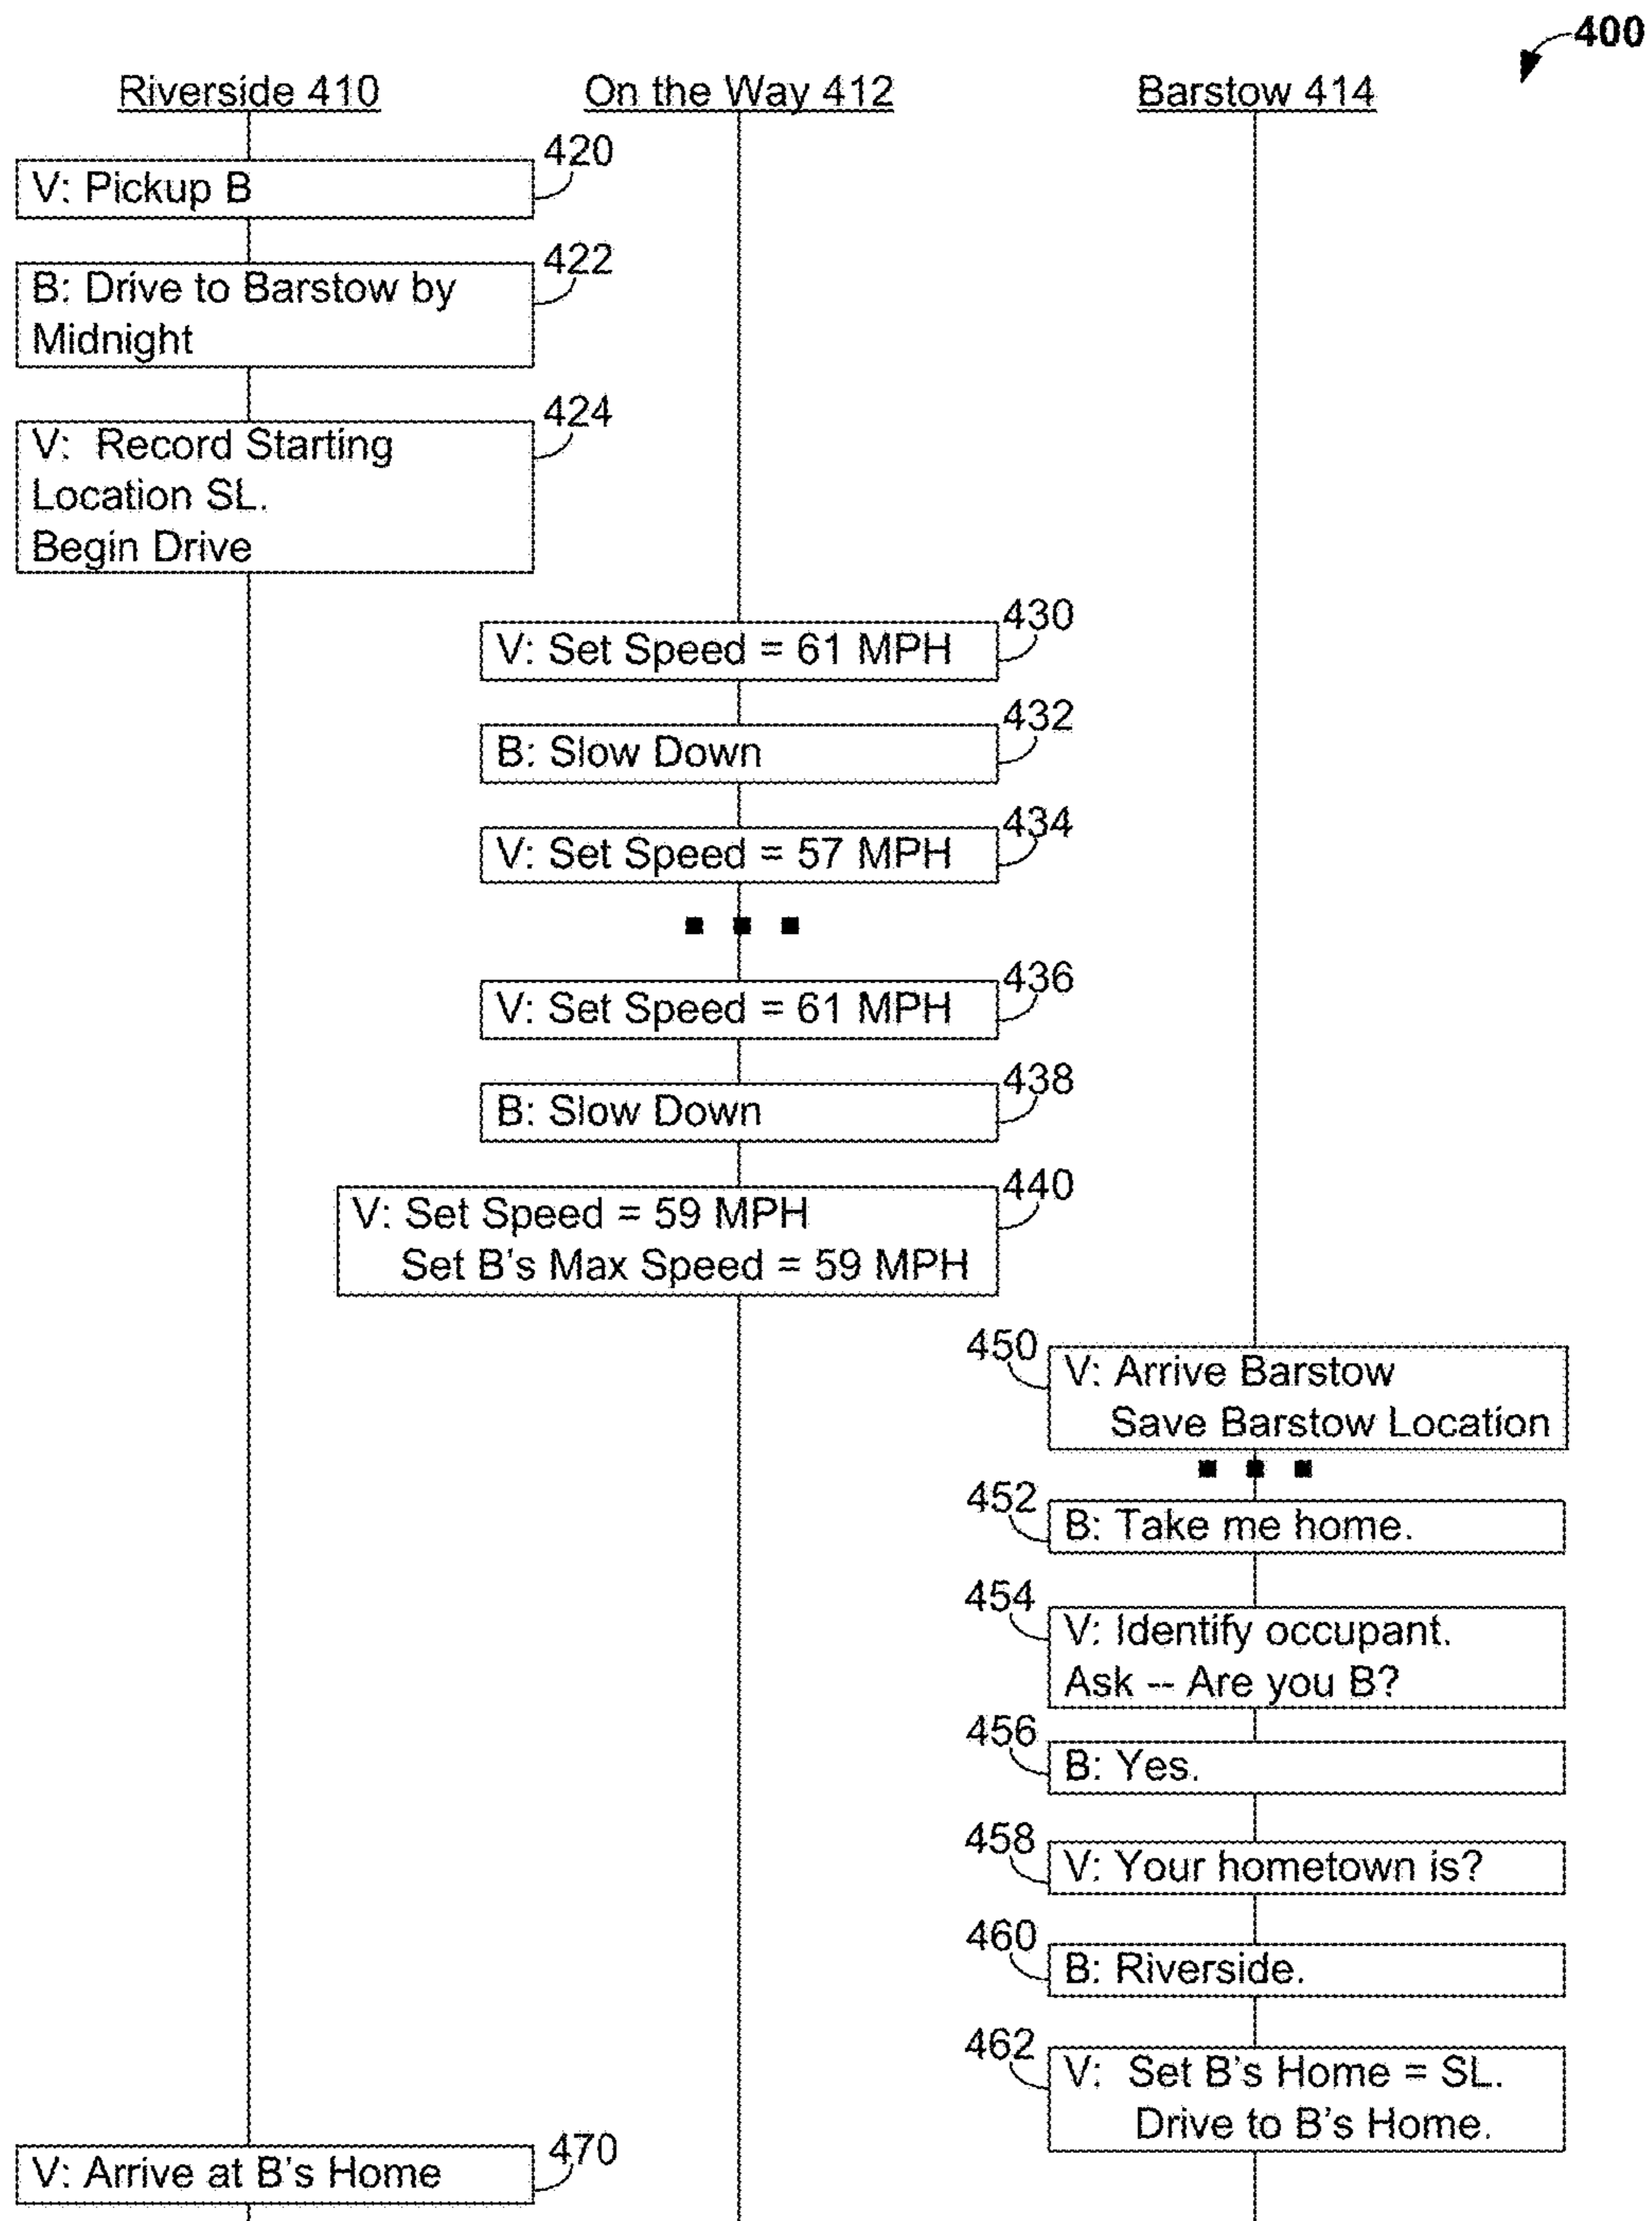 400
Riverside 410
On the Way 412
Barstow 414
420
V: Pickup B
422
B: Drive to Barstow by
Midnight
424
V: Record Starting
Location SL.
Begin Drive
430
V: Set Speed = 61 MPH
432
B: Slow Down
434
V: Set Speed = 57 MPH
436
V: Set Speed = 61 MPH
438
B: Slow Down
440
V: Set Speed = 59 MPH
Set B's Max Speed = 59 MPH
450
V: Arrive Barstow
Save Barstow Location
452
B: Take me home.
454
V: Identify occupant.
Ask -- Are you B?
456
B: Yes.
458
V: Your hometown is?
460
B: Riverside.
462
V: Set B's Home = SL.
Drive to B's Home.
470
V: Arrive at B's Home